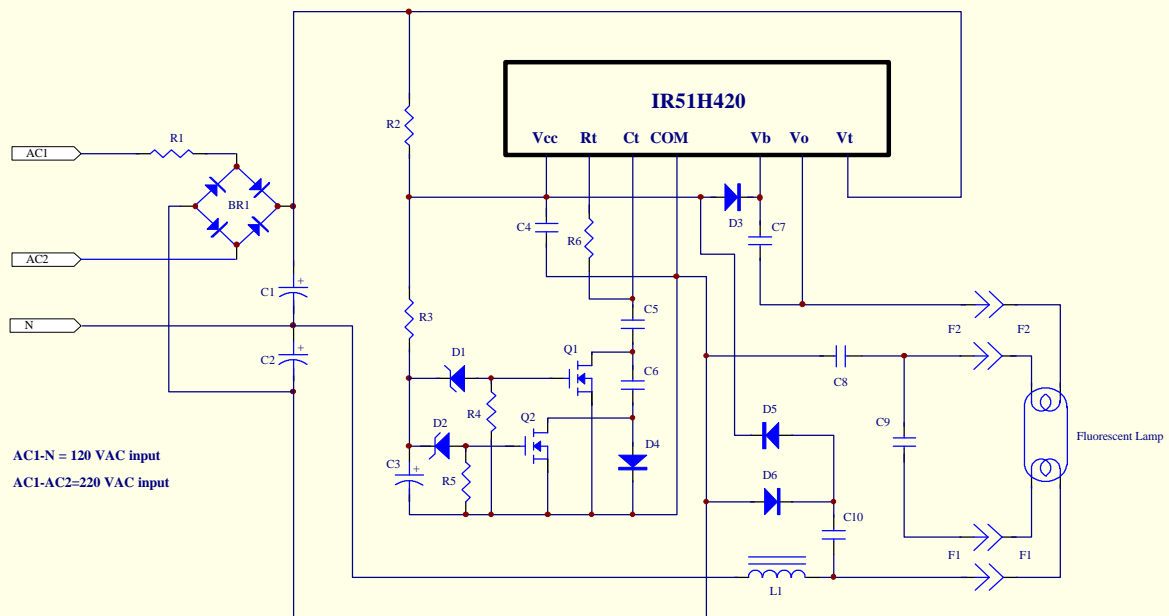 IR51H420
Vcc Rt Ct COM Vb Vo Vt
R1
R2
AC1
BR1
D3
C4
R6
C7
AC2
C1
+
R3
C5
N
F2 F2
C2
+
D1
Q1
C6
C8
R4
D2
Q2
D5
C9
Fluorescent Lamp
AC1-N = 120 VAC input
C3
+
D4
D6
AC1-AC2=220 VAC input
R5
C10
F1 F1
L1